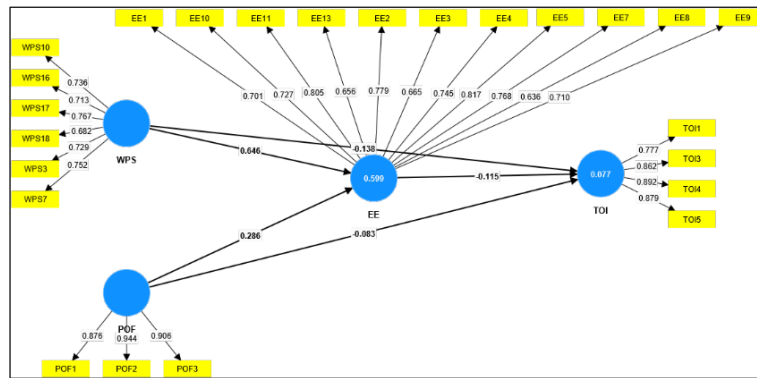 EE1 EE10 EE11 EE13 EE2 EE3 EE4 EE5 EE7 EE8 EE9
WPS10
WPS16
WPS17
WPS18
WPS3
WPS7
0.736
0.713
0.767
0.682
0.729
0.752
WPS
0.701 0.727 0.805 0.656 0.779 0.665 0.745 0.817 0.768 0.636 0.710
-0.138
0.646
0.599
EE
-0.115
0.077
TOI
0.777
0.862
0.892
0.879
TOI1
TOI3
TOI4
TOI5
0.286
-0.083
POF
0.876 0.944 0.906
POF1 POF2 POF3